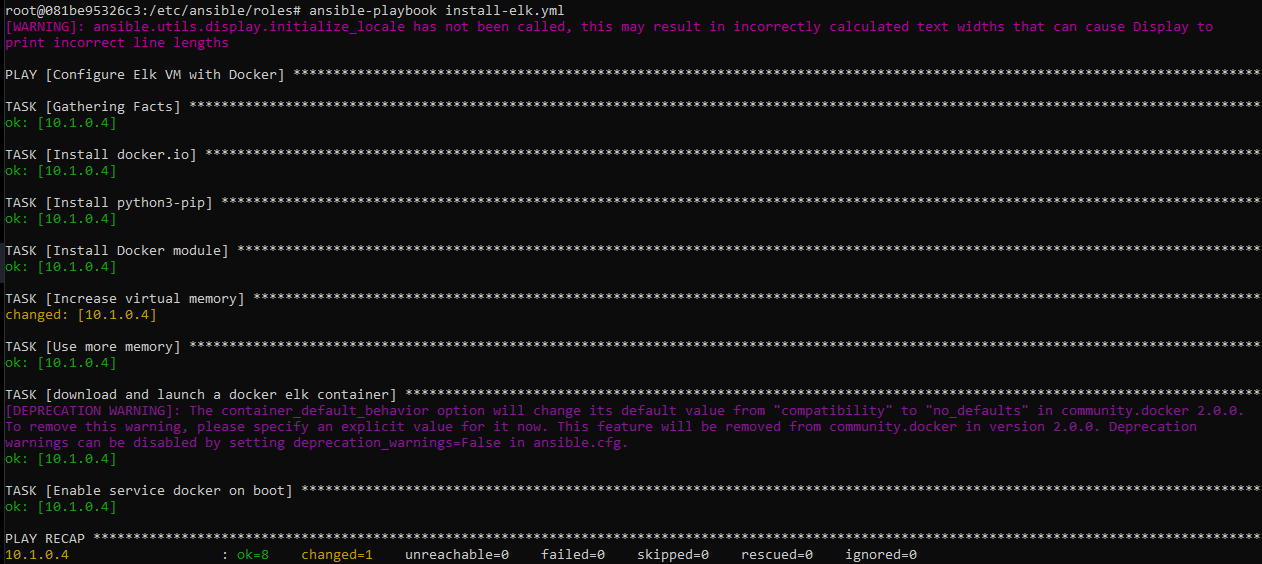 root@081be95326c3:/etc/ansible/roles# ansible-playbook install-elk.yml
[WARNING]: ansible.utils.display.initialize_locale has not been called, this may result in incorrectly calculated text widths that can cause Display to
print incorrect line lengths
PLAY [Configure Elk VM with Docker] *************************************************************************************************************************
TASK [Gathering Facts] **************************************************************************************************************************************
ok: [10.1.0.4]
TASK [Install docker.io] ************************************************************************************************************************************
ok: [10.1.0.4]
TASK [Install python3-pip] **********************************************************************************************************************************
ok: [10.1.0.4]
TASK [Install Docker module] ********************************************************************************************************************************
ok: [10.1.0.4]
TASK [Increase virtual memory] ******************************************************************************************************************************
changed: [10.1.0.4]
TASK [Use more memory] **************************************************************************************************************************************
ok: [10.1.0.4]
TASK [download and launch a docker elk container] ***********************************************************************************************************
[DEPRECATION WARNING]: The container_default_behavior option will change its default value from "compatibility" to "no_defaults" in community.docker 2.0.0.
To remove this warning, please specify an explicit value for it now. This feature will be removed from community.docker in version 2.0.0. Deprecation
warnings can be disabled by setting deprecation_warnings=False in ansible.cfg.
ok: [10.1.0.4]
TASK [Enable service docker on boot] ************************************************************************************************************************
ok: [10.1.0.4]
PLAY RECAP **************************************************************************************************************************************************
10.1.0.4                   : ok=8    changed=1    unreachable=0    failed=0    skipped=0    rescued=0    ignored=0